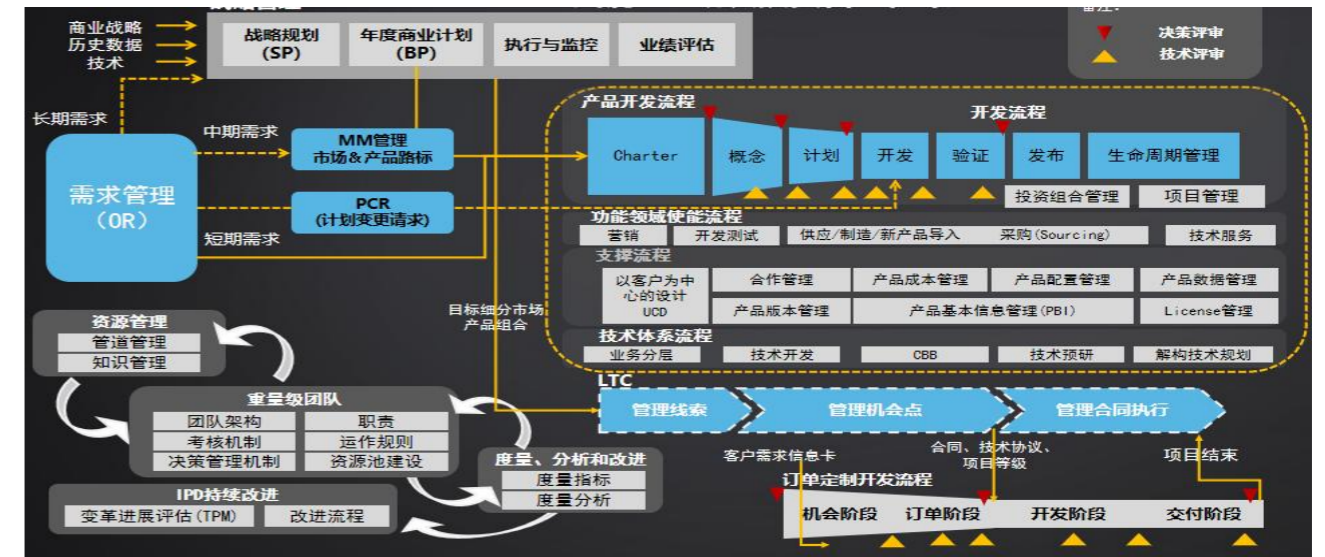 商业战略
历史数据
技术
战略规划
(SP)
年度商业计划
(BP)
执行与监控
业绩评估
决策评审
技术评审
长期需求
需求管理
(OR)
中期需求
MM管理
市场&产品路标
PCR
(计划变更请求)
短期需求
产品开发流程
开发流程
Charter
概念
计划
开发
验证
发布
生命周期管理
投资组合管理
项目管理
功能领域使能流程
营销
开发测试
供应/制造/新产品导入
采购(Sourcing)
技术服务
支撑流程
以客户为中
心的设计
UCD
合作管理
产品成本管理
产品配置管理
产品数据管理
产品版本管理
产品基本信息管理(PBI)
License管理
技术体系流程
业务分层
技术开发
CBB
技术预研
解构技术规划
目标细分市场
产品组合
LTC
管理线索
管理机会点
管理合同执行
客户需求信息卡
合同、技术协议、
项目等级
项目结束
订单定制开发流程
机会阶段
订单阶段
开发阶段
交付阶段
资源管理
管道管理
知识管理
重量级团队
团队架构
职责
考核机制
运作规则
决策管理机制
资源池建设
度量、分析和改进
度量指标
度量分析
IPD持续改进
变革进展评估(TPM)
改进流程